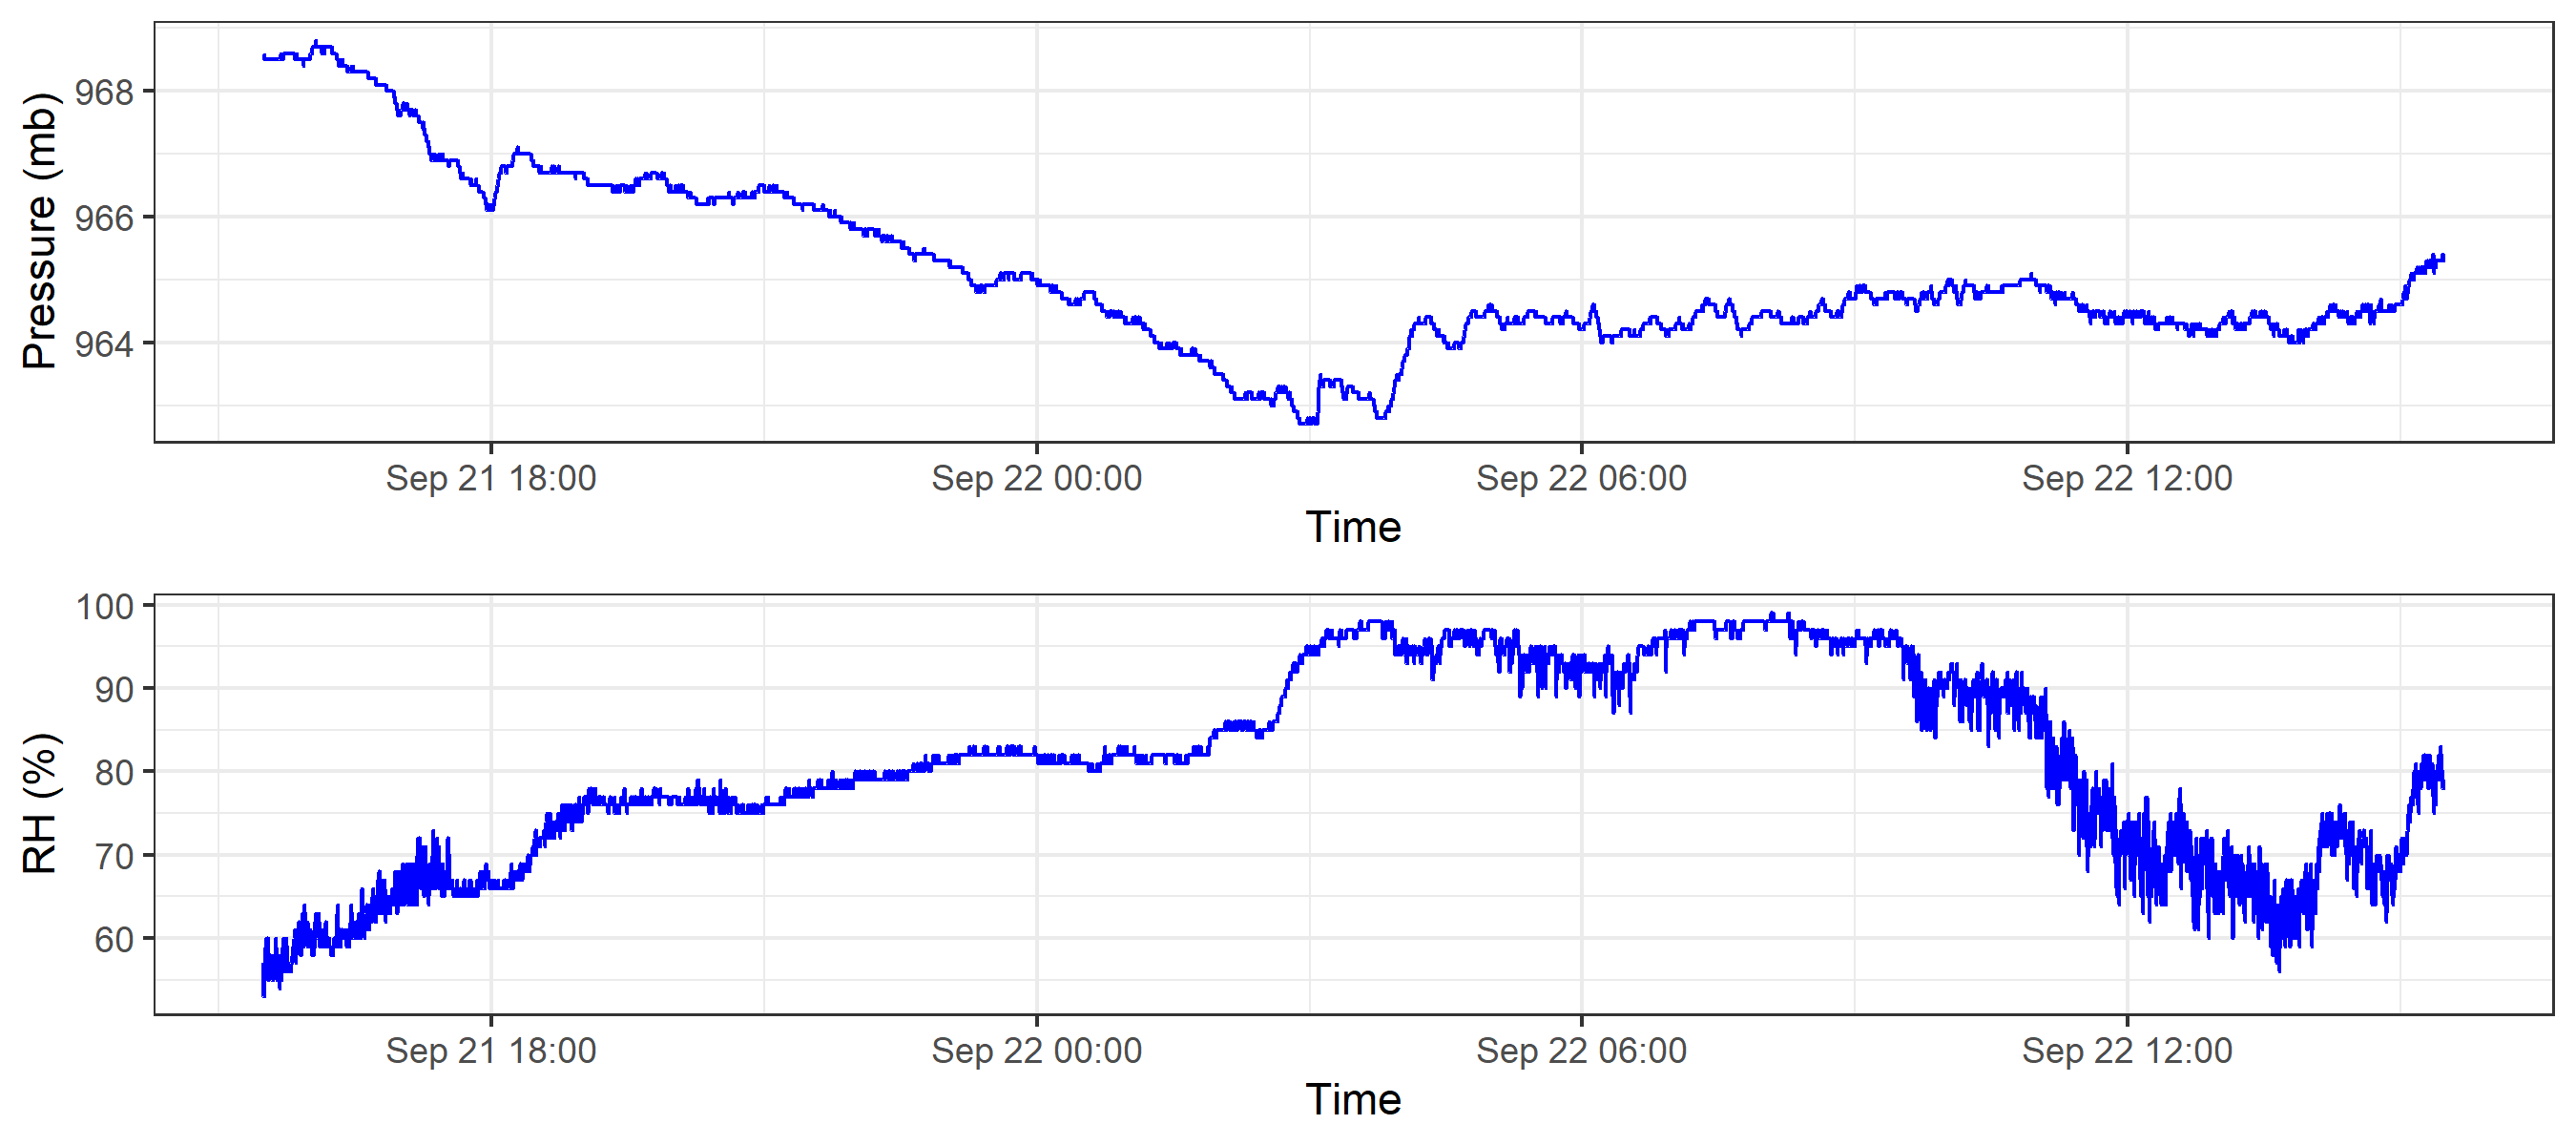 Pressure (mb)
968
966
964
Sep 21 18:00
Sep 22 00:00
Sep 22 06:00
Sep 22 12:00
Time
RH (%)
100
90
80
70
60
Sep 21 18:00
Sep 22 00:00
Sep 22 06:00
Sep 22 12:00
Time